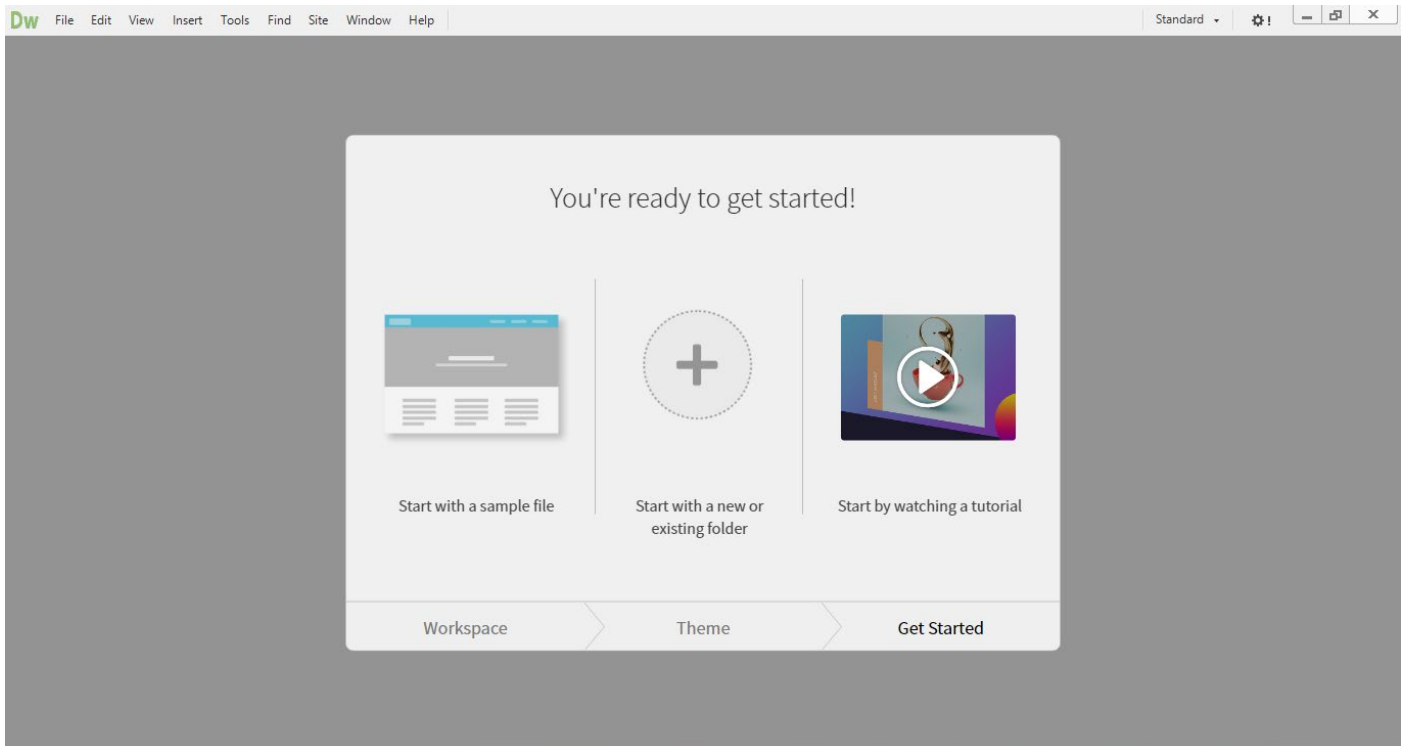 Dw File Edit View Insert Tools Find Site Window Help Standard
You're ready to get started!
Start with a sample file
Start with a new or
existing folder
Start by watching a tutorial
Workspace Theme Get Started